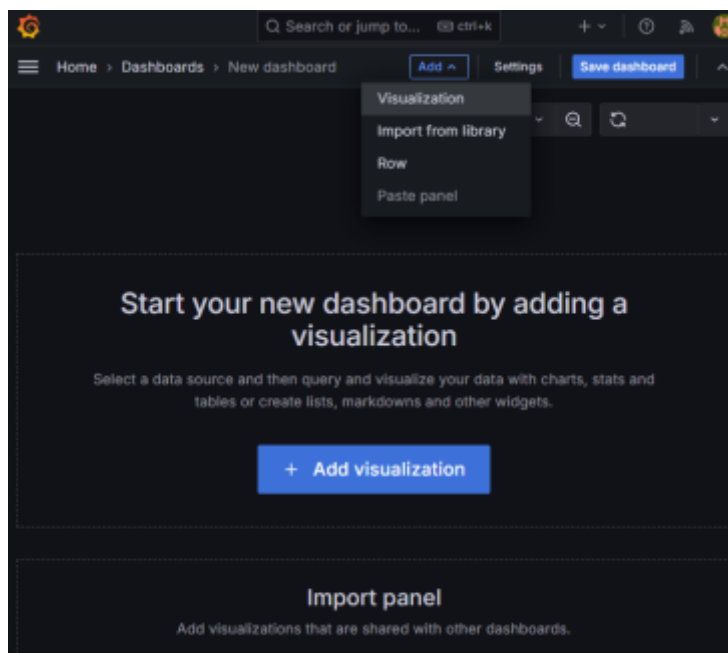 Search or jump to... ctrl+k
Home › Dashboards › New dashboard Add Settings Save dashboard
Visualization
Import from library
Row
Paste panel
Start your new dashboard by adding a
visualization
Select a data source and then query and visualize your data with charts, stats and
tables or create lists, markdowns and other widgets.
+ Add visualization
Import panel
Add visualizations that are shared with other dashboards.